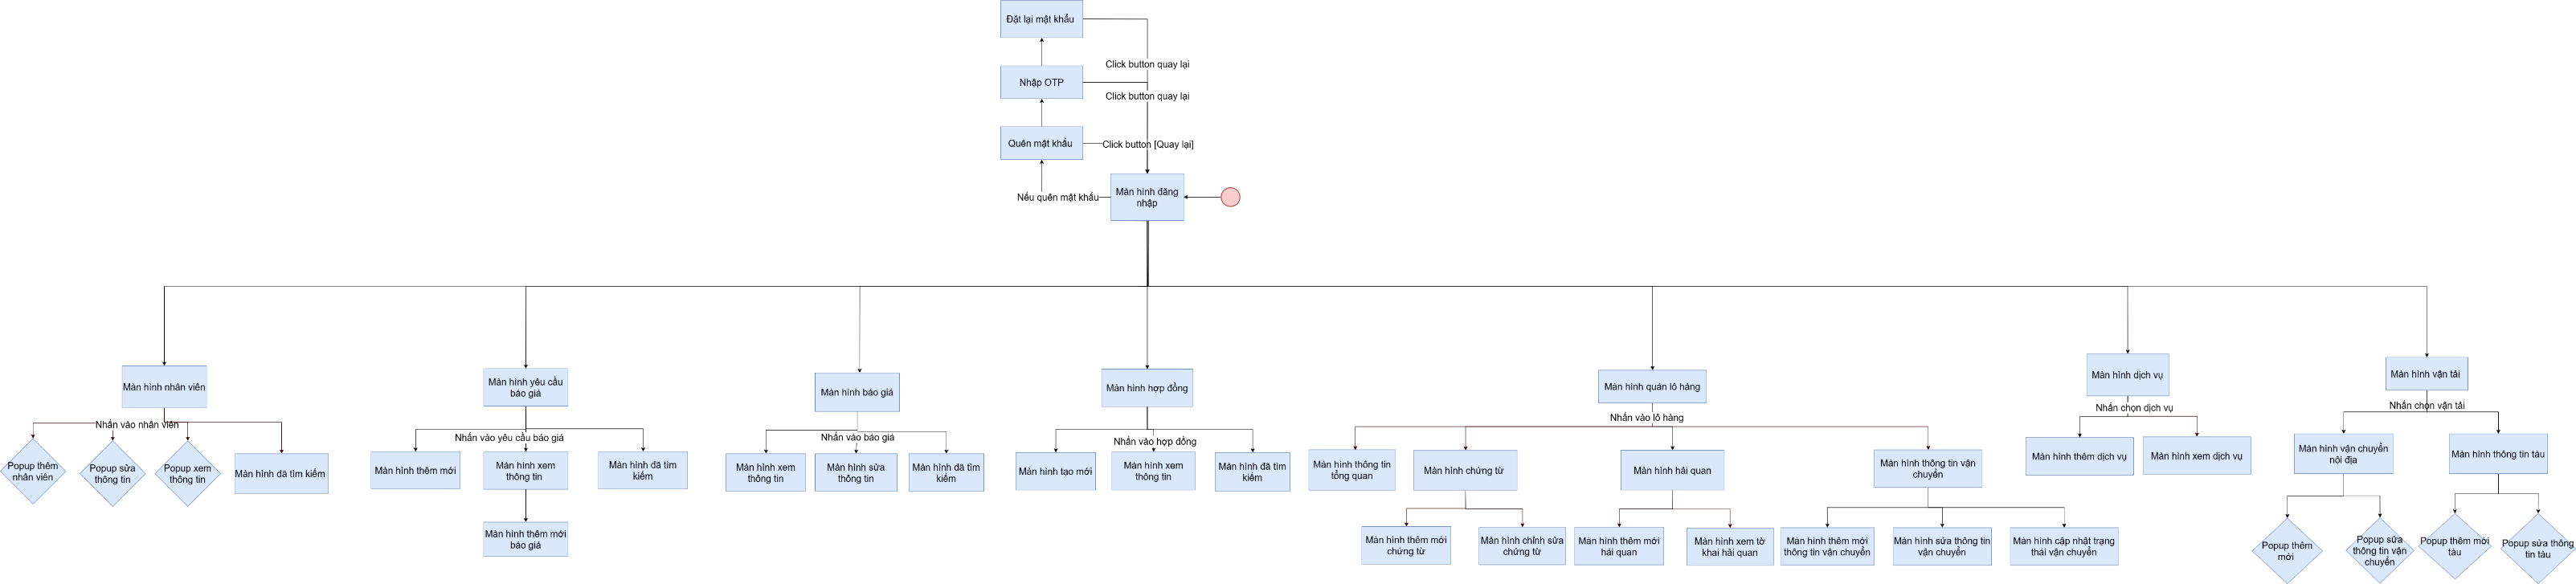 Đặt lại mật khẩu
Click button quay lại
Nhập OTP
Click button quay lại
Quên mật khẩu
Click button [Quay lại]
Nếu quên mật khẩu
Màn hình đăng
nhập
Màn hình nhân viên
Màn hình yêu cầu
báo giá
Màn hình báo giá
Màn hình hợp đồng
Màn hình quản lô hàng
Màn hình dịch vụ
Màn hình vận tải
Nhấn vào nhân viên
Nhấn vào yêu cầu báo giá
Nhấn vào báo giá
Nhấn vào hợp đồng
Nhấn vào lô hàng
Nhấn chọn dịch vụ
Nhấn chọn vận tải
Popup thêm
nhân viên
Popup sửa
thông tin
Popup xem
thông tin
Màn hình đã tìm kiếm
Màn hình thêm mới
Màn hình xem
thông tin
Màn hình đã tìm
kiếm
Màn hình xem
thông tin
Màn hình sửa
thông tin
Màn hình đã tìm
kiếm
Màn hình tạo mới
Màn hình xem
thông tin
Màn hình đã tìm
kiếm
Màn hình thông tin
tổng quan
Màn hình chứng từ
Màn hình hải quan
Màn hình thông tin vận
chuyển
Màn hình thêm dịch vụ
Màn hình xem dịch vụ
Màn hình vận chuyển
nội địa
Màn hình thông tin tàu
Màn hình thêm mới
báo giá
Màn hình thêm mới
chứng từ
Màn hình chỉnh sửa
chứng từ
Màn hình thêm mới
hải quan
Màn hình xem tờ
khai hải quan
Màn hình thêm mới
thông tin vận chuyển
Màn hình sửa thông tin
vận chuyển
Màn hình cập nhật trạng
thái vận chuyển
Popup thêm
mới
Popup sửa
thông tin vận
chuyển
Popup thêm mới
tàu
Popup sửa thông
tin tàu